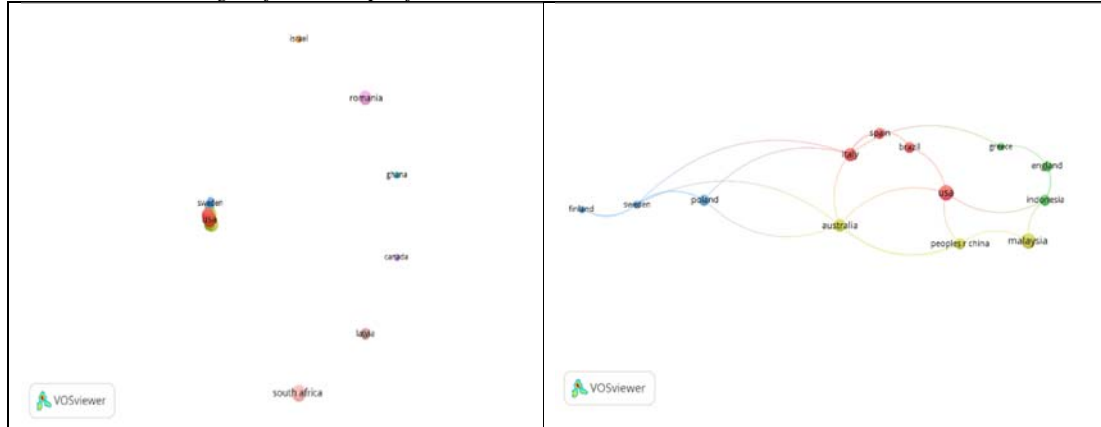 israel
romania
ghana
sweden
usa
canada
latvia
south africa
VOSviewer
spain
italy
brazil
greece
england
usa
finland
sweden
poland
indonesia
australia
peoples r china
malaysia
VOSviewer